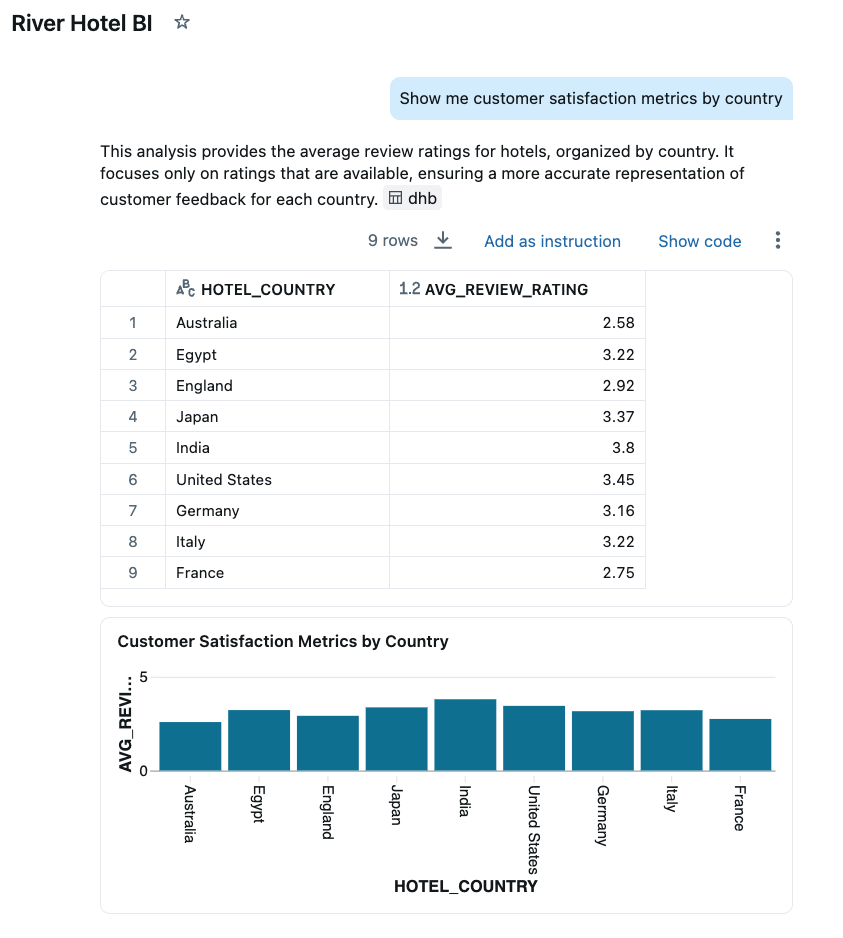 River Hotel BI
Show me customer satisfaction metrics by country
This analysis provides the average review ratings for hotels, organized by country. It
focuses only on ratings that are available, ensuring a more accurate representation of
customer feedback for each country. dhb
9 rows Add as instruction Show code
ABC HOTEL_COUNTRY 1.2 AVG_REVIEW_RATING
1 Australia 2.58
2 Egypt 3.22
3 England 2.92
4 Japan 3.37
5 India 3.8
6 United States 3.45
7 Germany 3.16
8 Italy 3.22
9 France 2.75
Customer Satisfaction Metrics by Country
AVG_REVI...
5
0
Australia
Egypt
England
Japan
India
United States
Germany
Italy
France
HOTEL_COUNTRY